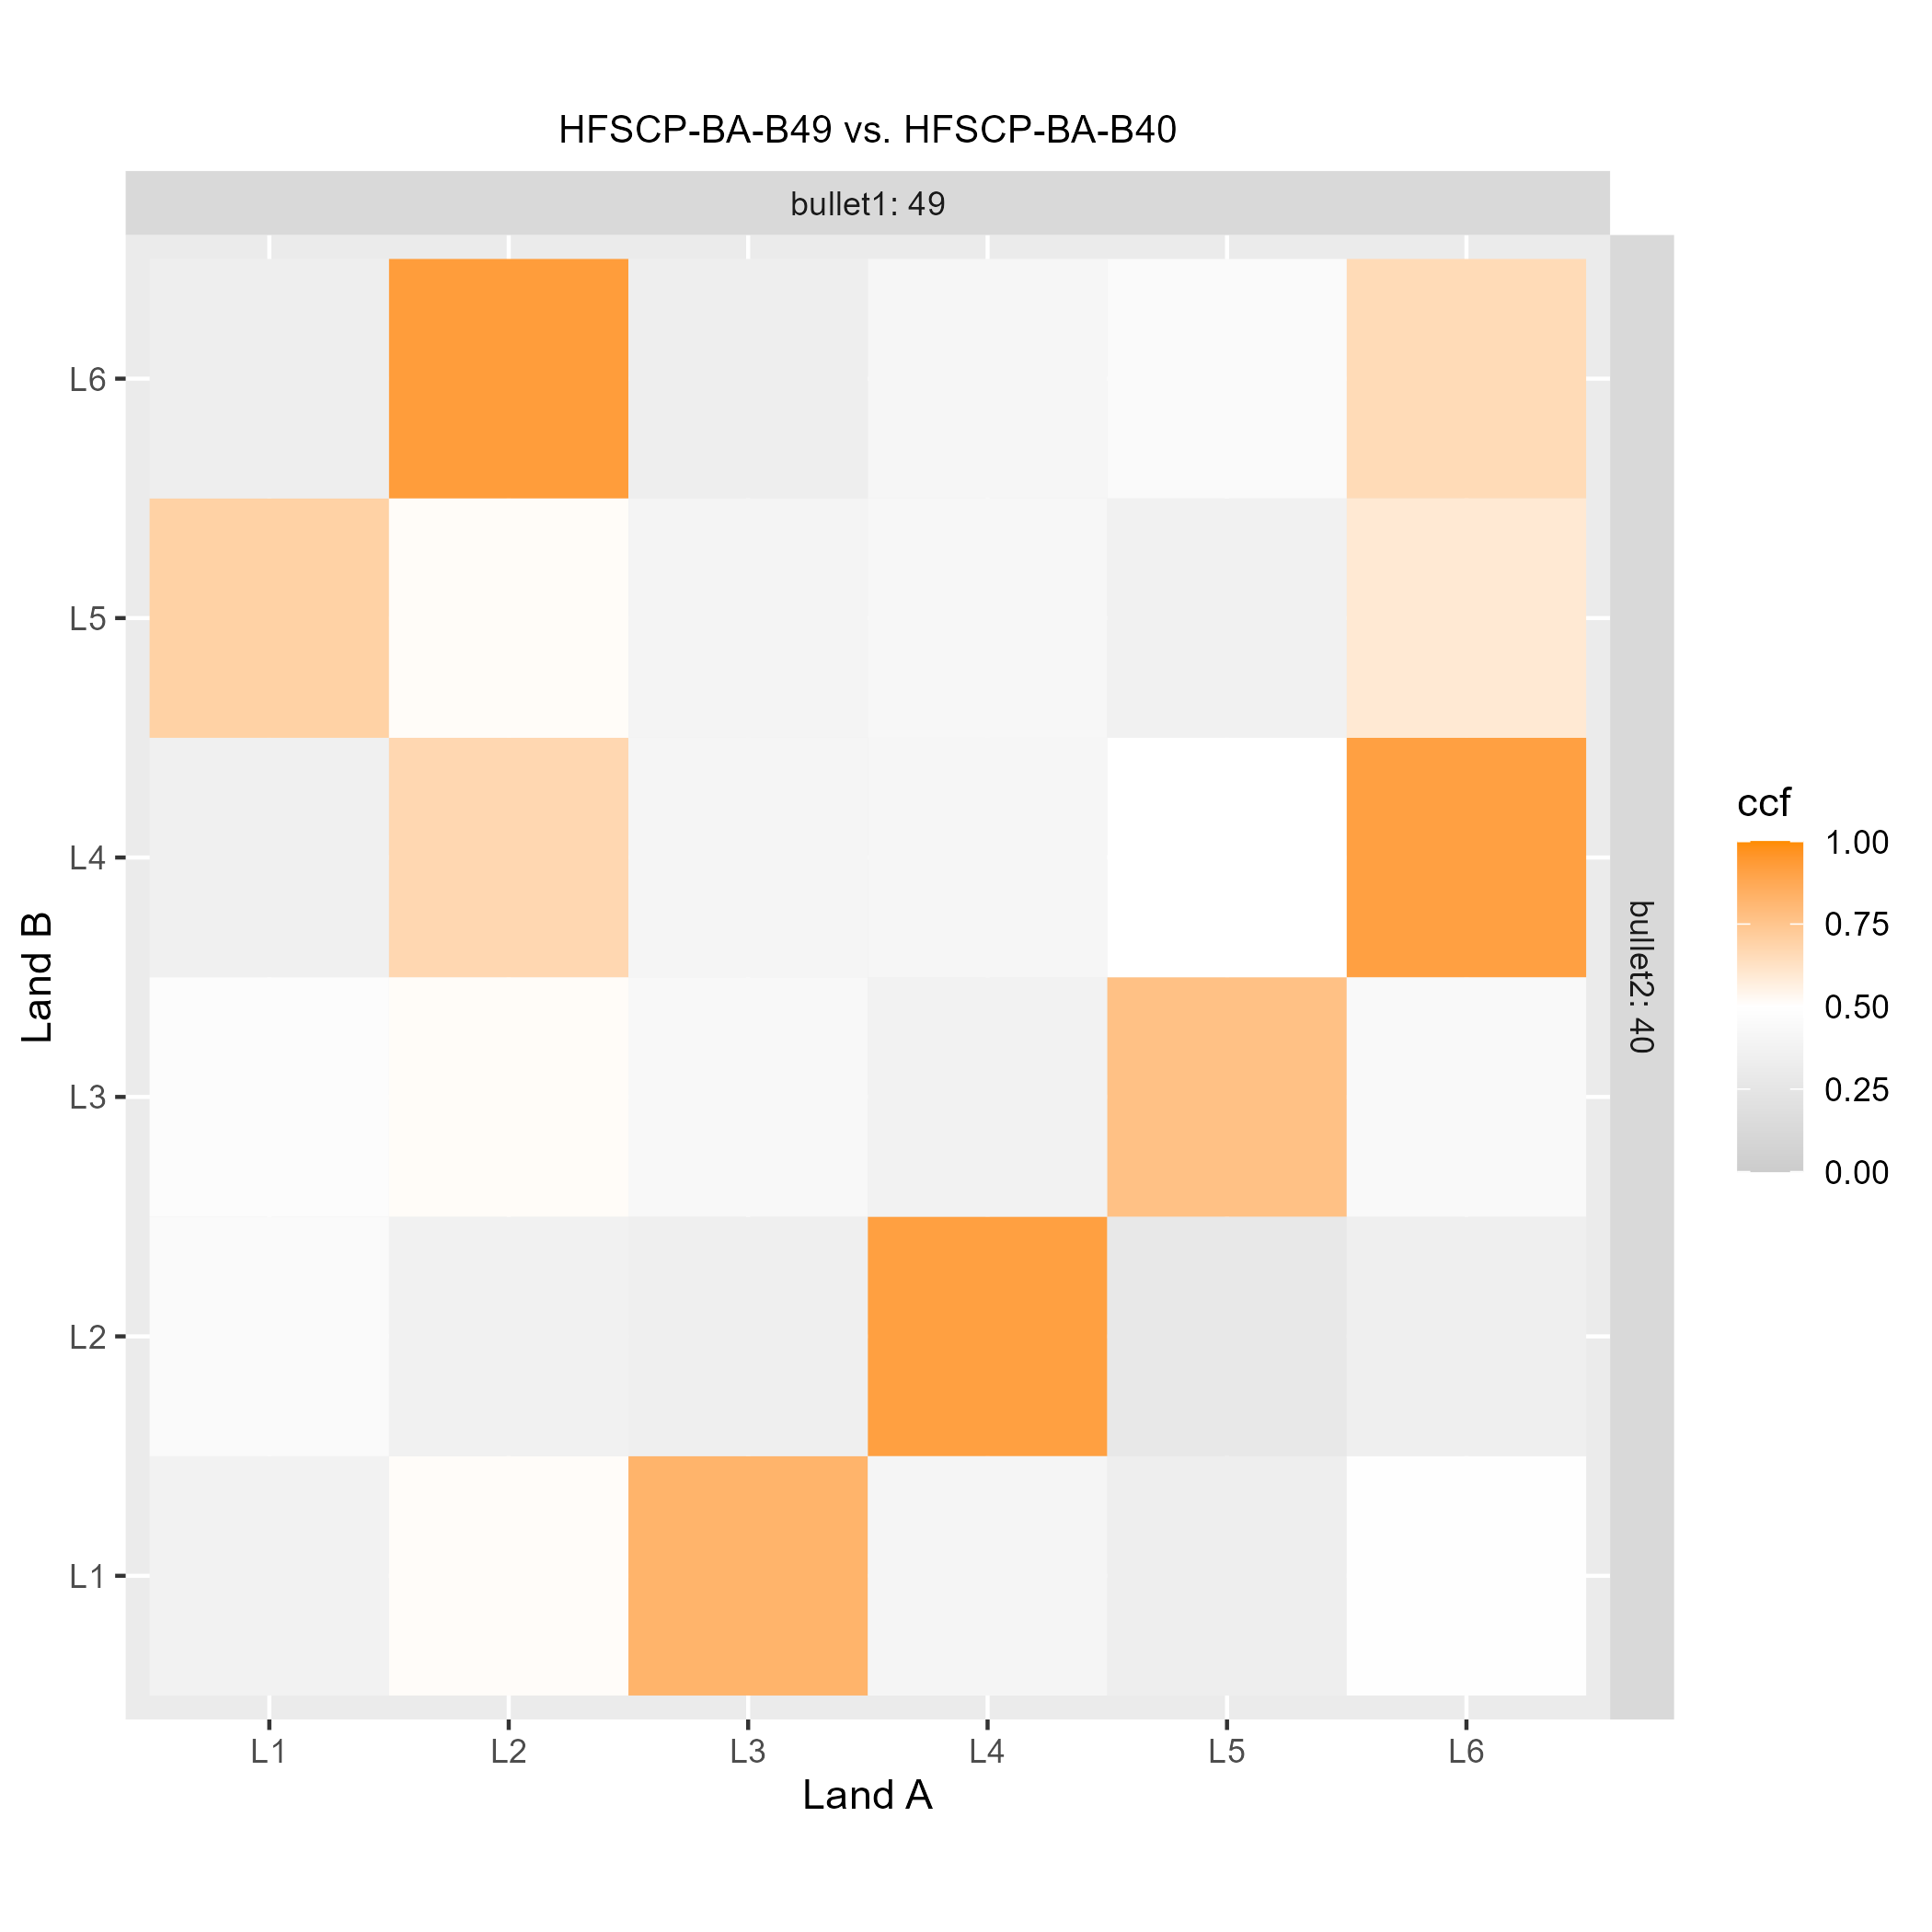 HFSCP-BA-B49 vs. HFSCP-BA-B40
bullet1: 49
L6
L5
L4
L3
L2
L1
Land B
bullet2: 40
L1
L2
L3
L4
L5
L6
Land A
ccf
1.00
0.75
0.50
0.25
0.00